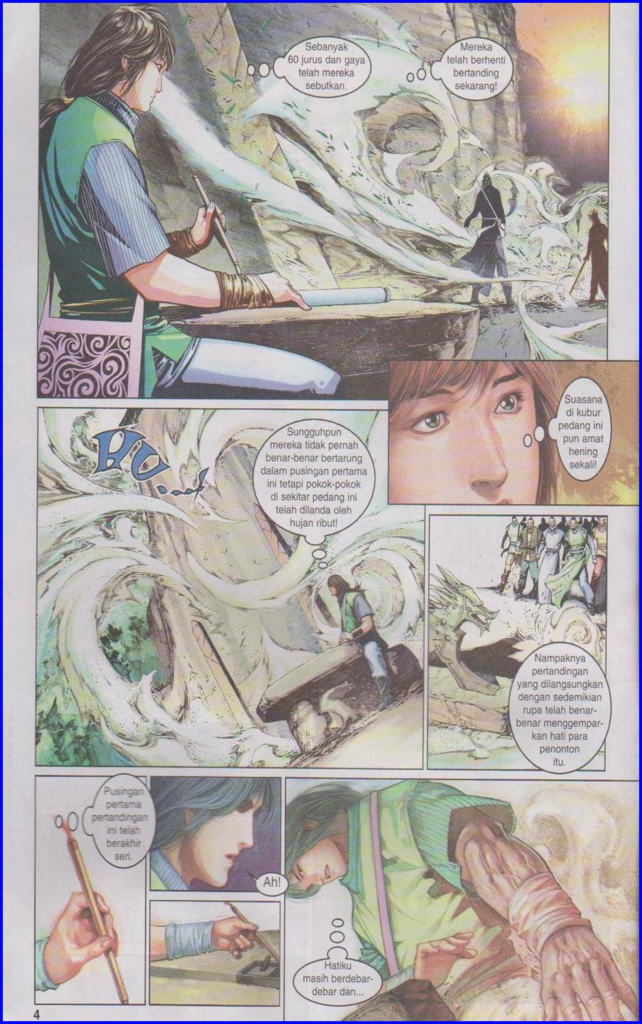 Sebanyak
60 jurus dan gaya
telah mereka
sebutkan.
Mereka
telah berhenti
bertanding
sekarang!
Suasana
di kubur
pedang ini
pun amat
hening
sekali!
HU...
Sungguhpun
mereka tidak pernah
benar-benar bertarung
dalam pusingan pertama
ini tetapi pokok-pokok
di sekitar pedang ini
telah dilanda oleh
hujan ribut!
Nampaknya
pertandingan
yang dilangsungkan
dengan sedemikian
rupa telah benar-
benar menggempar-
kan hati para
penonton
itu.
Pusingan
pertama
pertandingan
ini telah
berakhir
seri.
Ah!
Hatiku
masih berdebar-
debar dan...
4